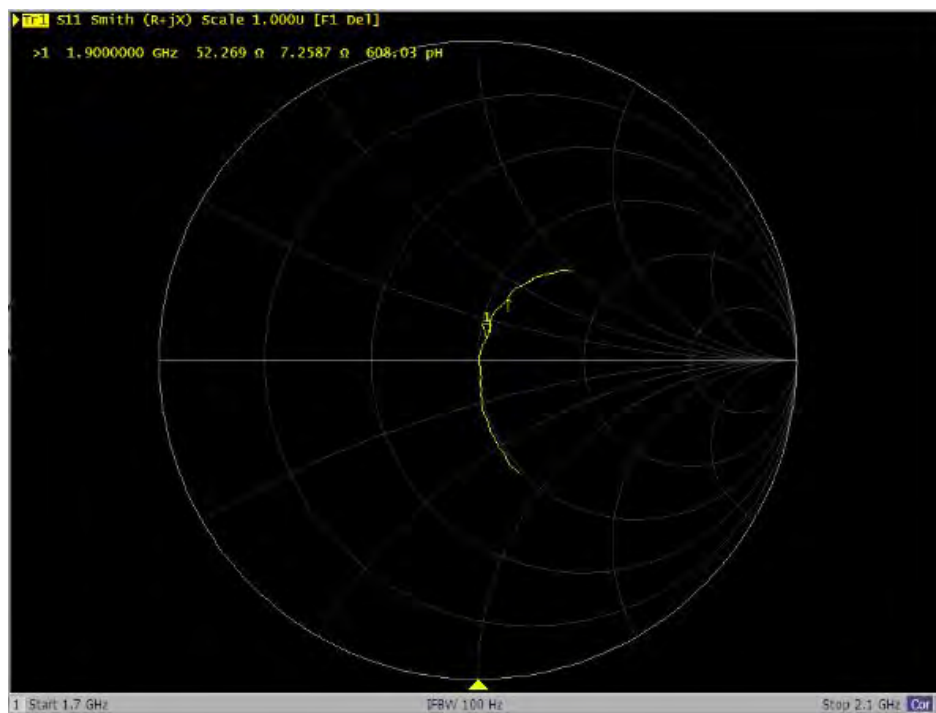 Tr1 S11 Smith (R+jX) Scale 1.000U [F1 Del]
>1 1.9000000 GHz 52.269 Ω 7.2587 Ω 608.03 pH
1
1 Start 1.7 GHz IFBW 100 Hz Stop 2.1 GHz Cor